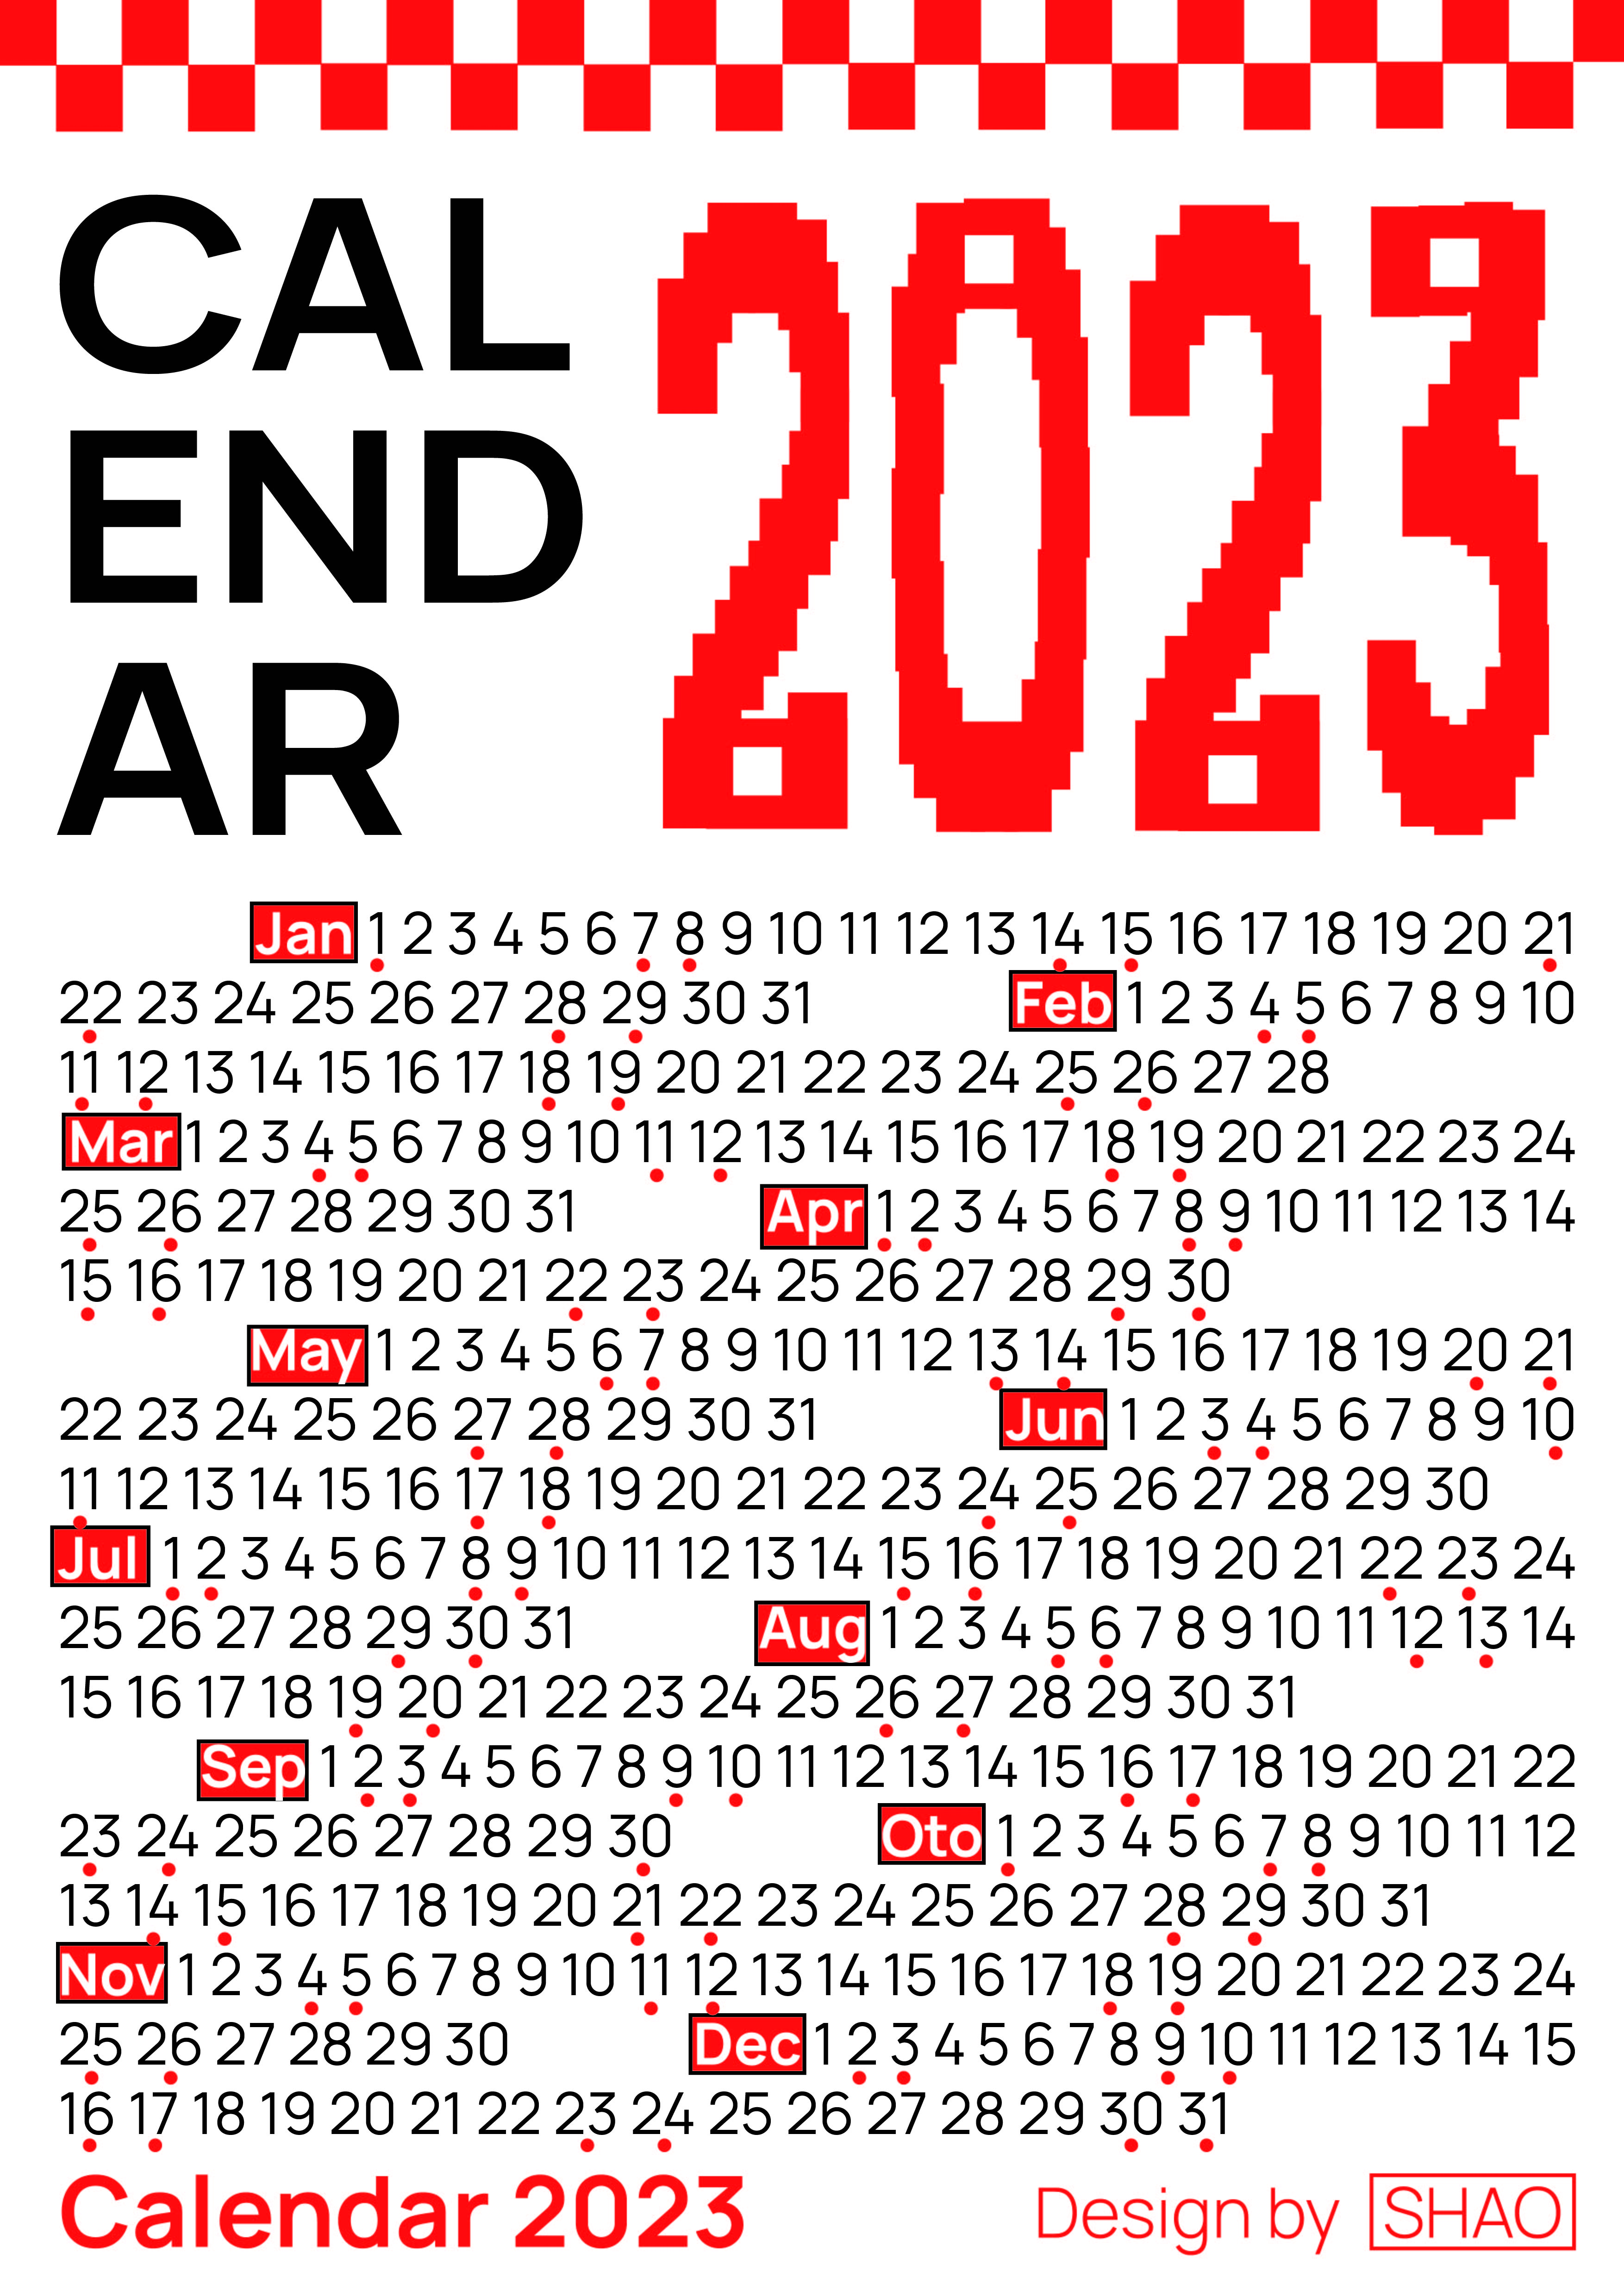 CAL
END
AR
2023
Jan 1 2 3 4 5 6 7 8 9 10 11 12 13 14 15 16 17 18 19 20 21
22 23 24 25 26 27 28 29 30 31 Feb 1 2 3 4 5 6 7 8 9 10
11 12 13 14 15 16 17 18 19 20 21 22 23 24 25 26 27 28
Mar 1 2 3 4 5 6 7 8 9 10 11 12 13 14 15 16 17 18 19 20 21 22 23 24
25 26 27 28 29 30 31 Apr 1 2 3 4 5 6 7 8 9 10 11 12 13 14
15 16 17 18 19 20 21 22 23 24 25 26 27 28 29 30
May 1 2 3 4 5 6 7 8 9 10 11 12 13 14 15 16 17 18 19 20 21
22 23 24 25 26 27 28 29 30 31 Jun 1 2 3 4 5 6 7 8 9 10
11 12 13 14 15 16 17 18 19 20 21 22 23 24 25 26 27 28 29 30
Jul 1 2 3 4 5 6 7 8 9 10 11 12 13 14 15 16 17 18 19 20 21 22 23 24
25 26 27 28 29 30 31 Aug 1 2 3 4 5 6 7 8 9 10 11 12 13 14
15 16 17 18 19 20 21 22 23 24 25 26 27 28 29 30 31
Sep 1 2 3 4 5 6 7 8 9 10 11 12 13 14 15 16 17 18 19 20 21 22
23 24 25 26 27 28 29 30 Oto 1 2 3 4 5 6 7 8 9 10 11 12
13 14 15 16 17 18 19 20 21 22 23 24 25 26 27 28 29 30 31
Nov 1 2 3 4 5 6 7 8 9 10 11 12 13 14 15 16 17 18 19 20 21 22 23 24
25 26 27 28 29 30 Dec 1 2 3 4 5 6 7 8 9 10 11 12 13 14 15
16 17 18 19 20 21 22 23 24 25 26 27 28 29 30 31
Calendar 2023 Design by SHAO